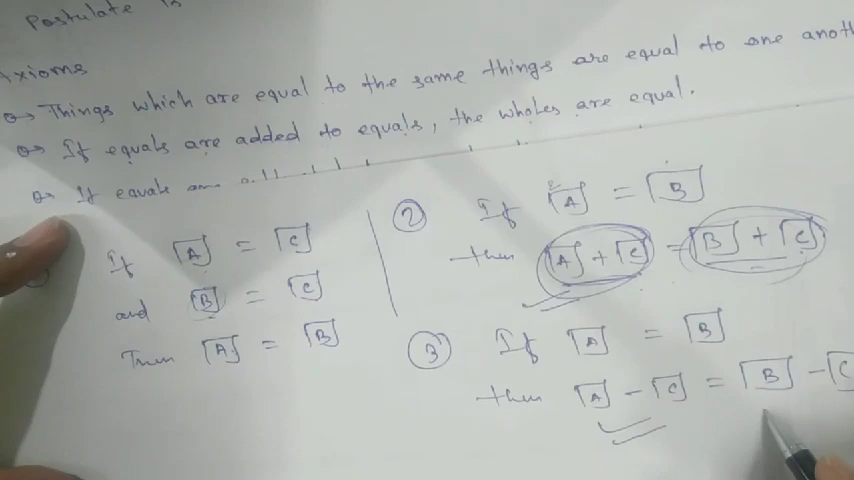 Postulate is
Axioms
Things which are equal to the same things are equal to one anoth
If equals are added to equals, the wholes are equal.
If equals are
If A = C
and B = C
Then A = B
② If A = B
then A + C = B + C
③ If A = B
then A - C = B - C